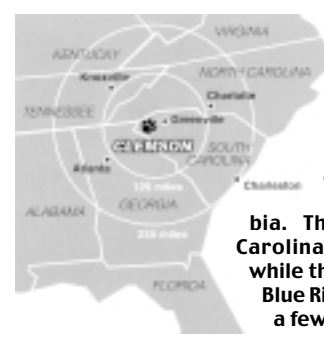 VIRGINIA
KENTUCKY
Knoxville
NORTH CAROLINA
Charlotte
TENNESSEE
Greenville
CLEMSON
SOUTH
CAROLINA
Atlanta
125 miles
Charleston
ALABAMA
GEORGIA
bia. Th
Carolina
while th
235 miles
Blue Ri
FLORIDA
a few